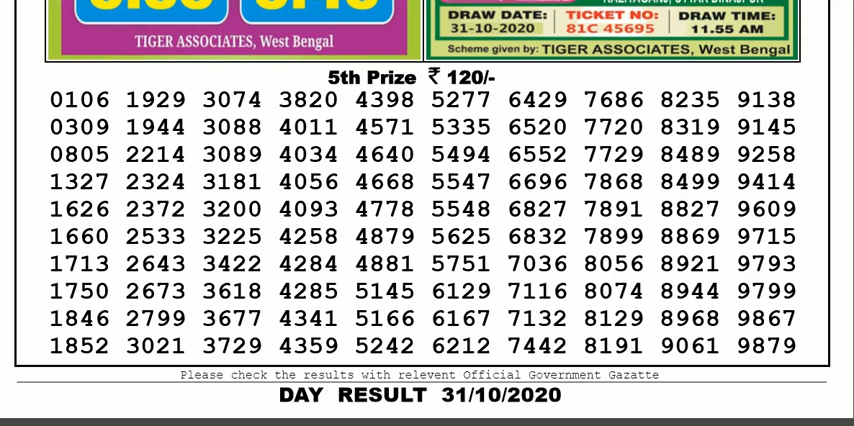 TIGER ASSOCIATES, West Bengal
DRAW DATE: TICKET NO: DRAW TIME:
31-10-2020 81C 45695 11.55 AM
Scheme given by: TIGER ASSOCIATES, West Bengal
5th Prize ₹ 120/-
0106 1929 3074 3820 4398 5277 6429 7686 8235 9138
0309 1944 3088 4011 4571 5335 6520 7720 8319 9145
0805 2214 3089 4034 4640 5494 6552 7729 8489 9258
1327 2324 3181 4056 4668 5547 6696 7868 8499 9414
1626 2372 3200 4093 4778 5548 6827 7891 8827 9609
1660 2533 3225 4258 4879 5625 6832 7899 8869 9715
1713 2643 3422 4284 4881 5751 7036 8056 8921 9793
1750 2673 3618 4285 5145 6129 7116 8074 8944 9799
1846 2799 3677 4341 5166 6167 7132 8129 8968 9867
1852 3021 3729 4359 5242 6212 7442 8191 9061 9879
Please check the results with relevent Official Government Gazatte
DAY RESULT 31/10/2020